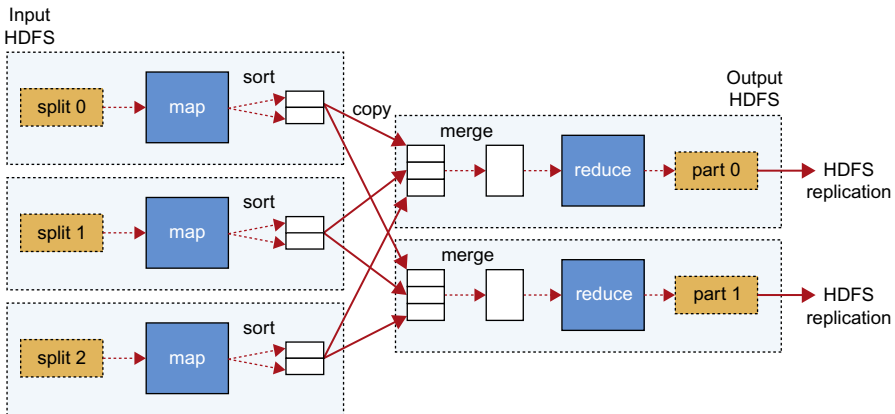 Input
HDFS
split 0
map
sort
copy
split 1
map
sort
split 2
map
sort
Output
HDFS
merge
reduce
part 0
HDFS
replication
merge
reduce
part 1
HDFS
replication